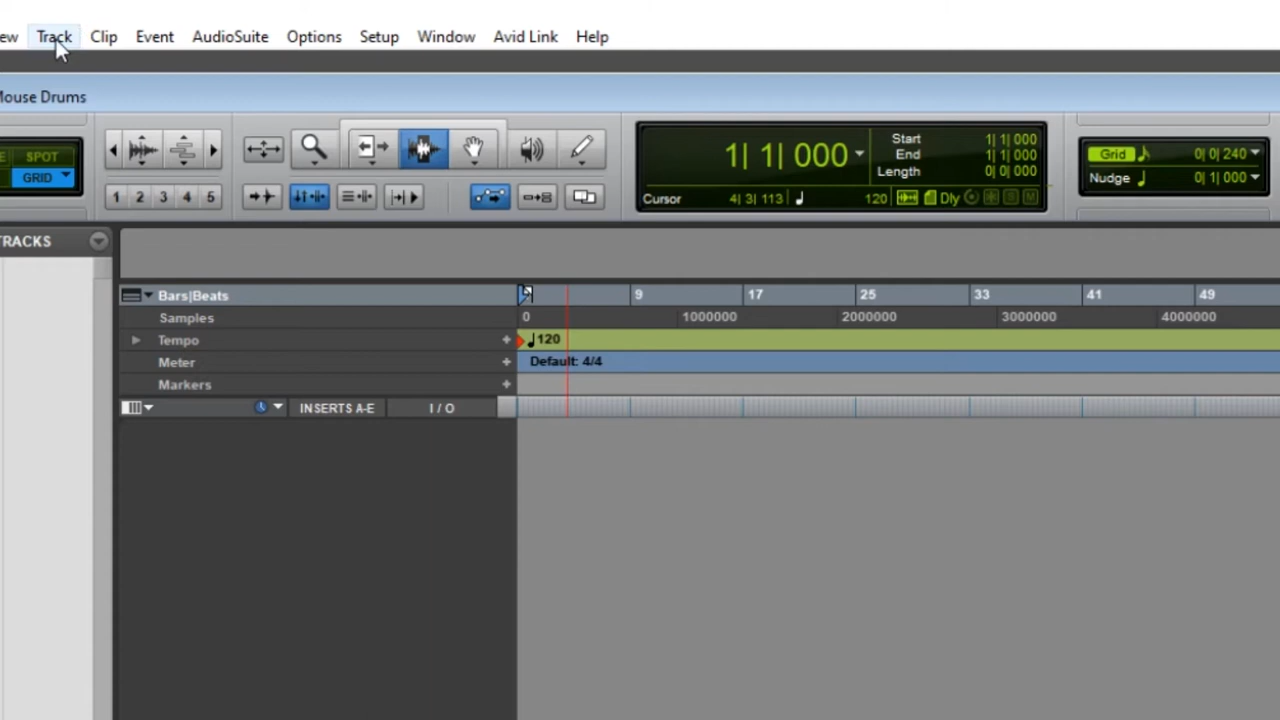 ew Track Clip Event AudioSuite Options Setup Window Avid Link Help
Mouse Drums
SPOT
GRID
1 2 3 4 5
1| 1| 000
Start 1| 1| 000
End 1| 1| 000
Length 0| 0| 000
Cursor 4| 3| 113 120 Dly
Grid 0| 0| 240
Nudge 0| 1| 000
TRACKS
Bars|Beats 9 17 25 33 41 49
Samples 0 1000000 2000000 3000000 4000000
Tempo + 120
Meter + Default: 4/4
Markers +
INSERTS A-E I / O